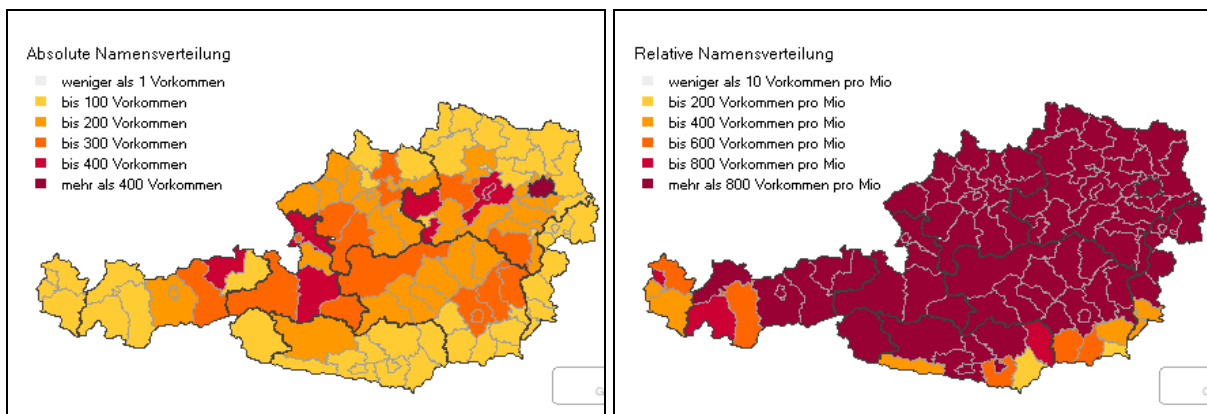 Absolute Namensverteilung
weniger als 1 Vorkommen
bis 100 Vorkommen
bis 200 Vorkommen
bis 300 Vorkommen
bis 400 Vorkommen
mehr als 400 Vorkommen
Relative Namensverteilung
weniger als 10 Vorkommen pro Mio
bis 200 Vorkommen pro Mio
bis 400 Vorkommen pro Mio
bis 600 Vorkommen pro Mio
bis 800 Vorkommen pro Mio
mehr als 800 Vorkommen pro Mio